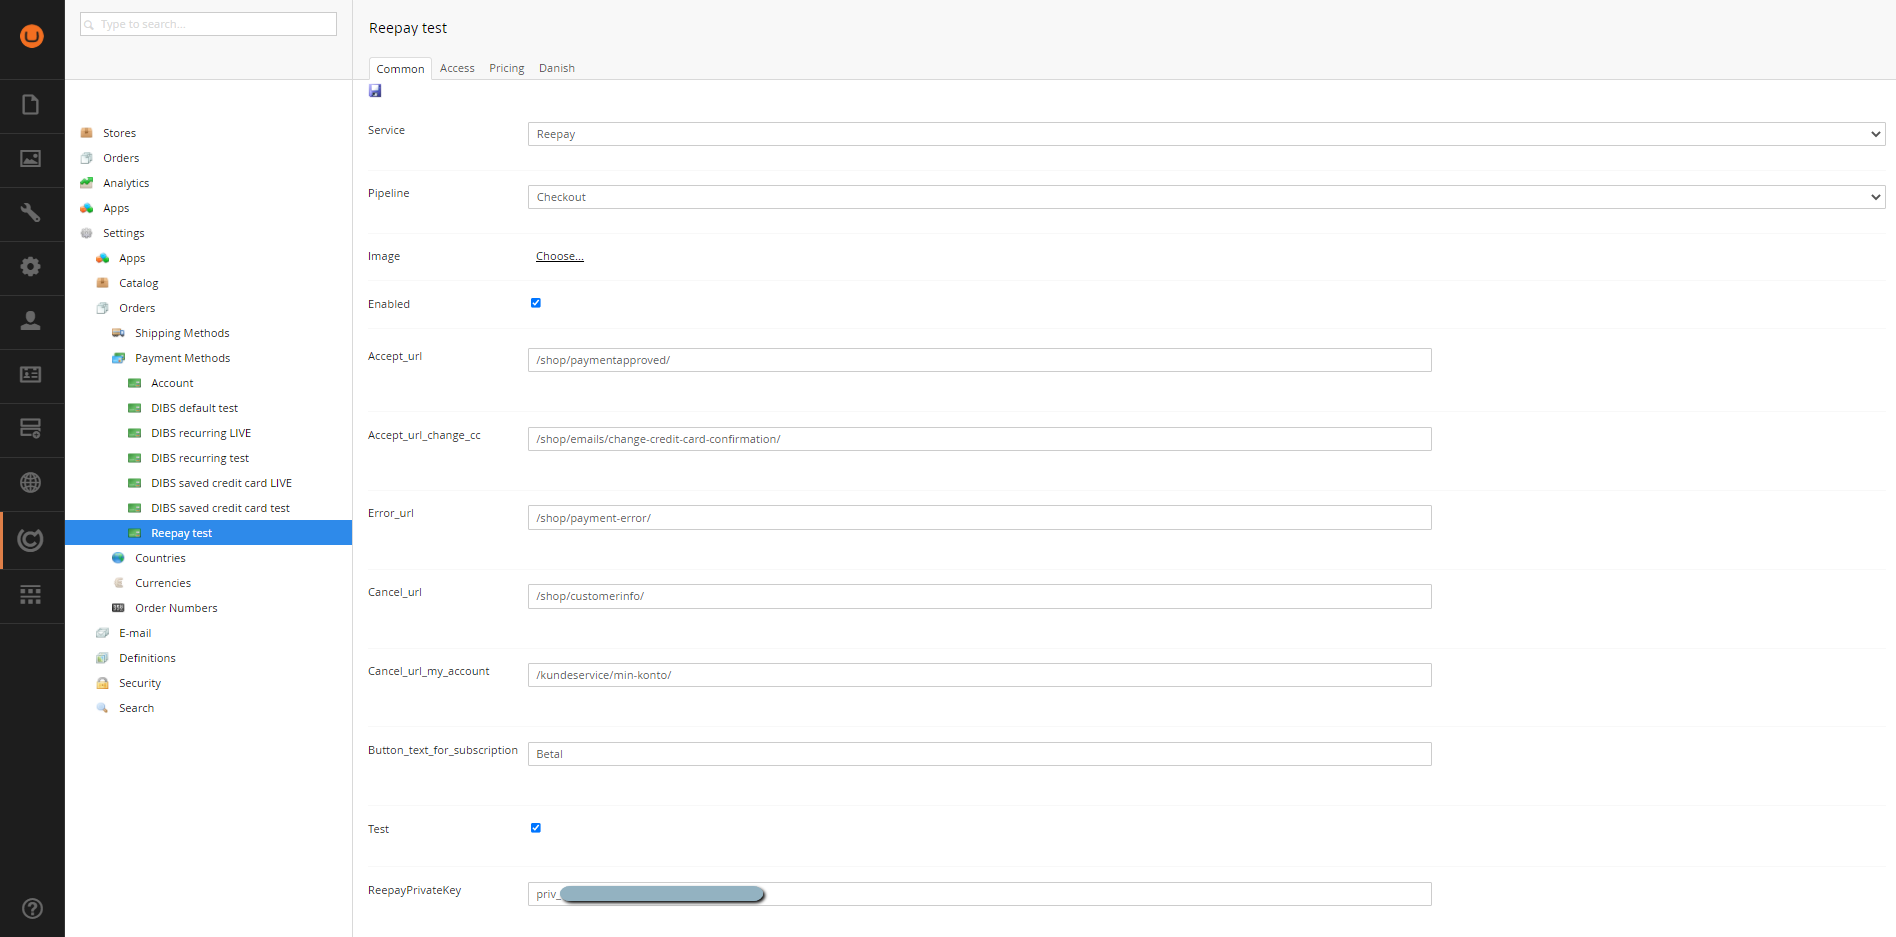 Type to search...
Stores
Orders
Analytics
Apps
Settings
Apps
Catalog
Orders
Shipping Methods
Payment Methods
Account
DIBS default test
DIBS recurring LIVE
DIBS recurring test
DIBS saved credit card LIVE
DIBS saved credit card test
Reepay test
Countries
Currencies
Order Numbers
E-mail
Definitions
Security
Search
Reepay test
Common Access Pricing Danish
Service Reepay
Pipeline Checkout
Image Choose...
Enabled
Accept_url /shop/paymentapproved/
Accept_url_change_cc /shop/emails/change-credit-card-confirmation/
Error_url /shop/payment-error/
Cancel_url /shop/customerinfo/
Cancel_url_my_account /kundeservice/min-konto/
Button_text_for_subscription Betal
Test
ReepayPrivateKey priv_